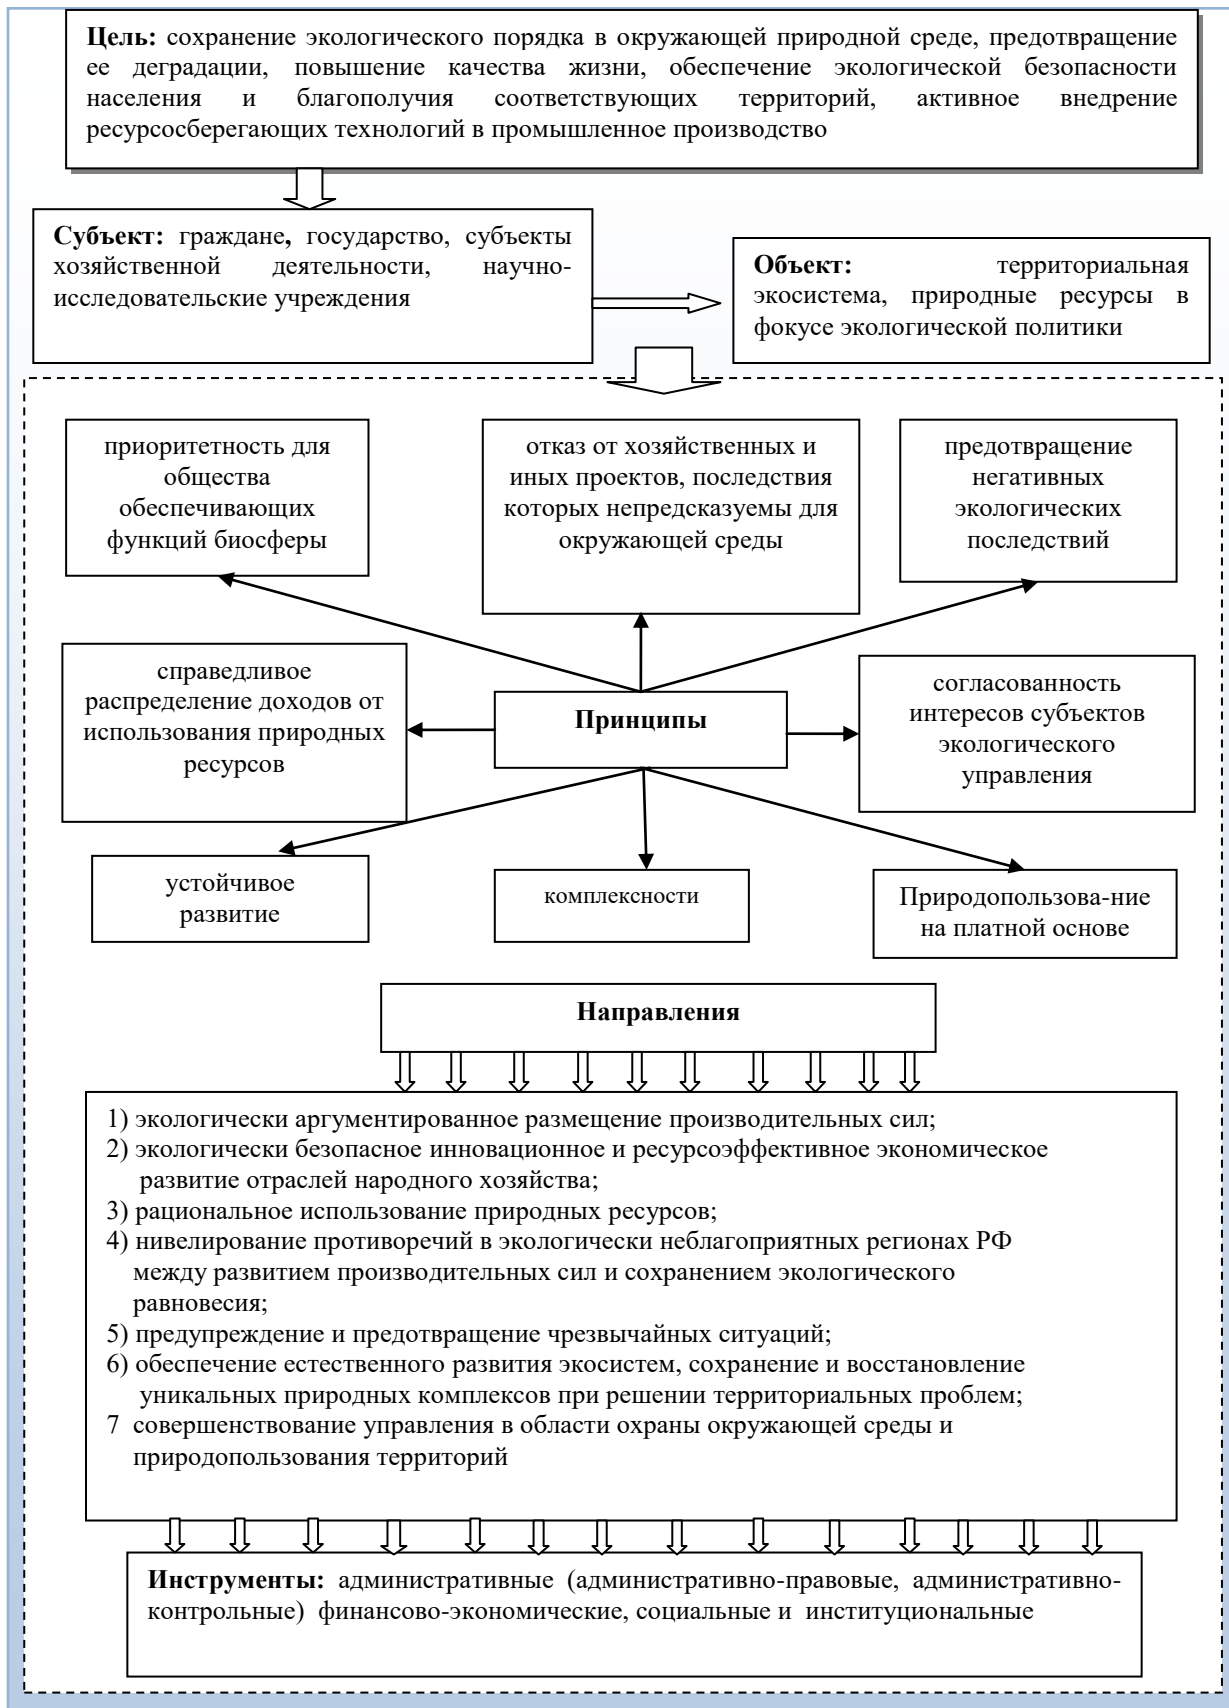 Цель: сохранение экологического порядка в окружающей природной среде, предотвращение
ее деградации, повышение качества жизни, обеспечение экологической безопасности
населения и благополучия соответствующих территорий, активное внедрение
ресурсосберегающих технологий в промышленное производство
Субъект: граждане, государство, субъекты
хозяйственной деятельности, научно-
исследовательские учреждения
Объект: территориальная
экосистема, природные ресурсы в
фокусе экологической политики
приоритетность для
общества
обеспечивающих
функций биосферы
отказ от хозяйственных и
иных проектов, последствия
которых непредсказуемы для
окружающей среды
предотвращение
негативных
экологических
последствий
справедливое
распределение доходов от
использования природных
ресурсов
Принципы
согласованность
интересов субъектов
экологического
управления
устойчивое
развитие
комплексности
Природопользова-ние
на платной основе
Направления
1) экологически аргументированное размещение производительных сил;
2) экологически безопасное инновационное и ресурсоэффективное экономическое
развитие отраслей народного хозяйства;
3) рациональное использование природных ресурсов;
4) нивелирование противоречий в экологически неблагоприятных регионах РФ
между развитием производительных сил и сохранением экологического
равновесия;
5) предупреждение и предотвращение чрезвычайных ситуаций;
6) обеспечение естественного развития экосистем, сохранение и восстановление
уникальных природных комплексов при решении территориальных проблем;
7 совершенствование управления в области охраны окружающей среды и
природопользования территорий
Инструменты: административные (административно-правовые, административно-
контрольные) финансово-экономические, социальные и институциональные